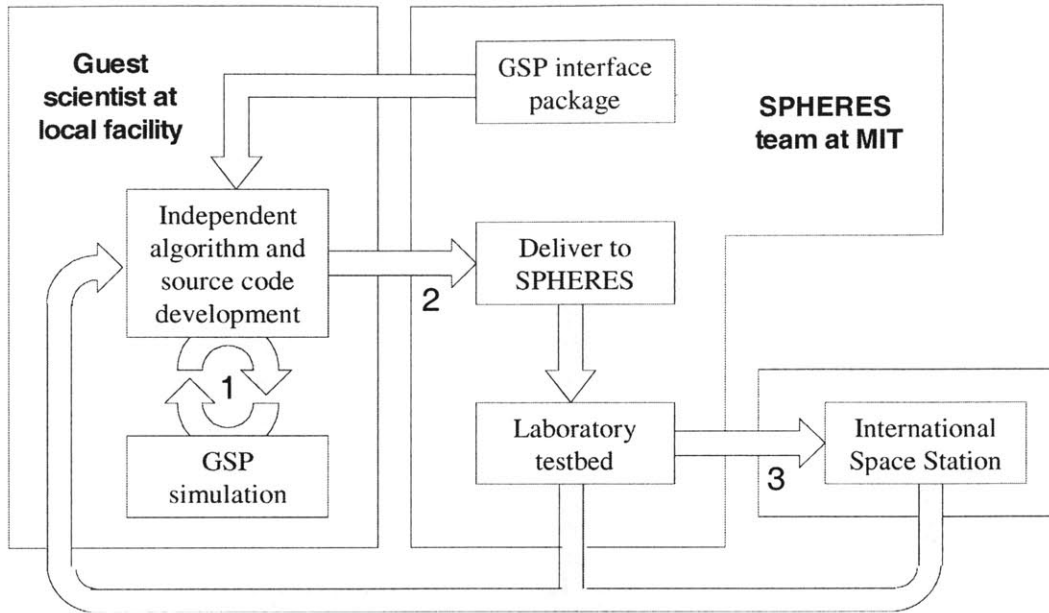 Guest
scientist at
local facility
GSP interface
package
SPHERES
team at MIT
Independent
algorithm and
source code
development
2
Deliver to
SPHERES
1
GSP
simulation
Laboratory
testbed
3
International
Space Station